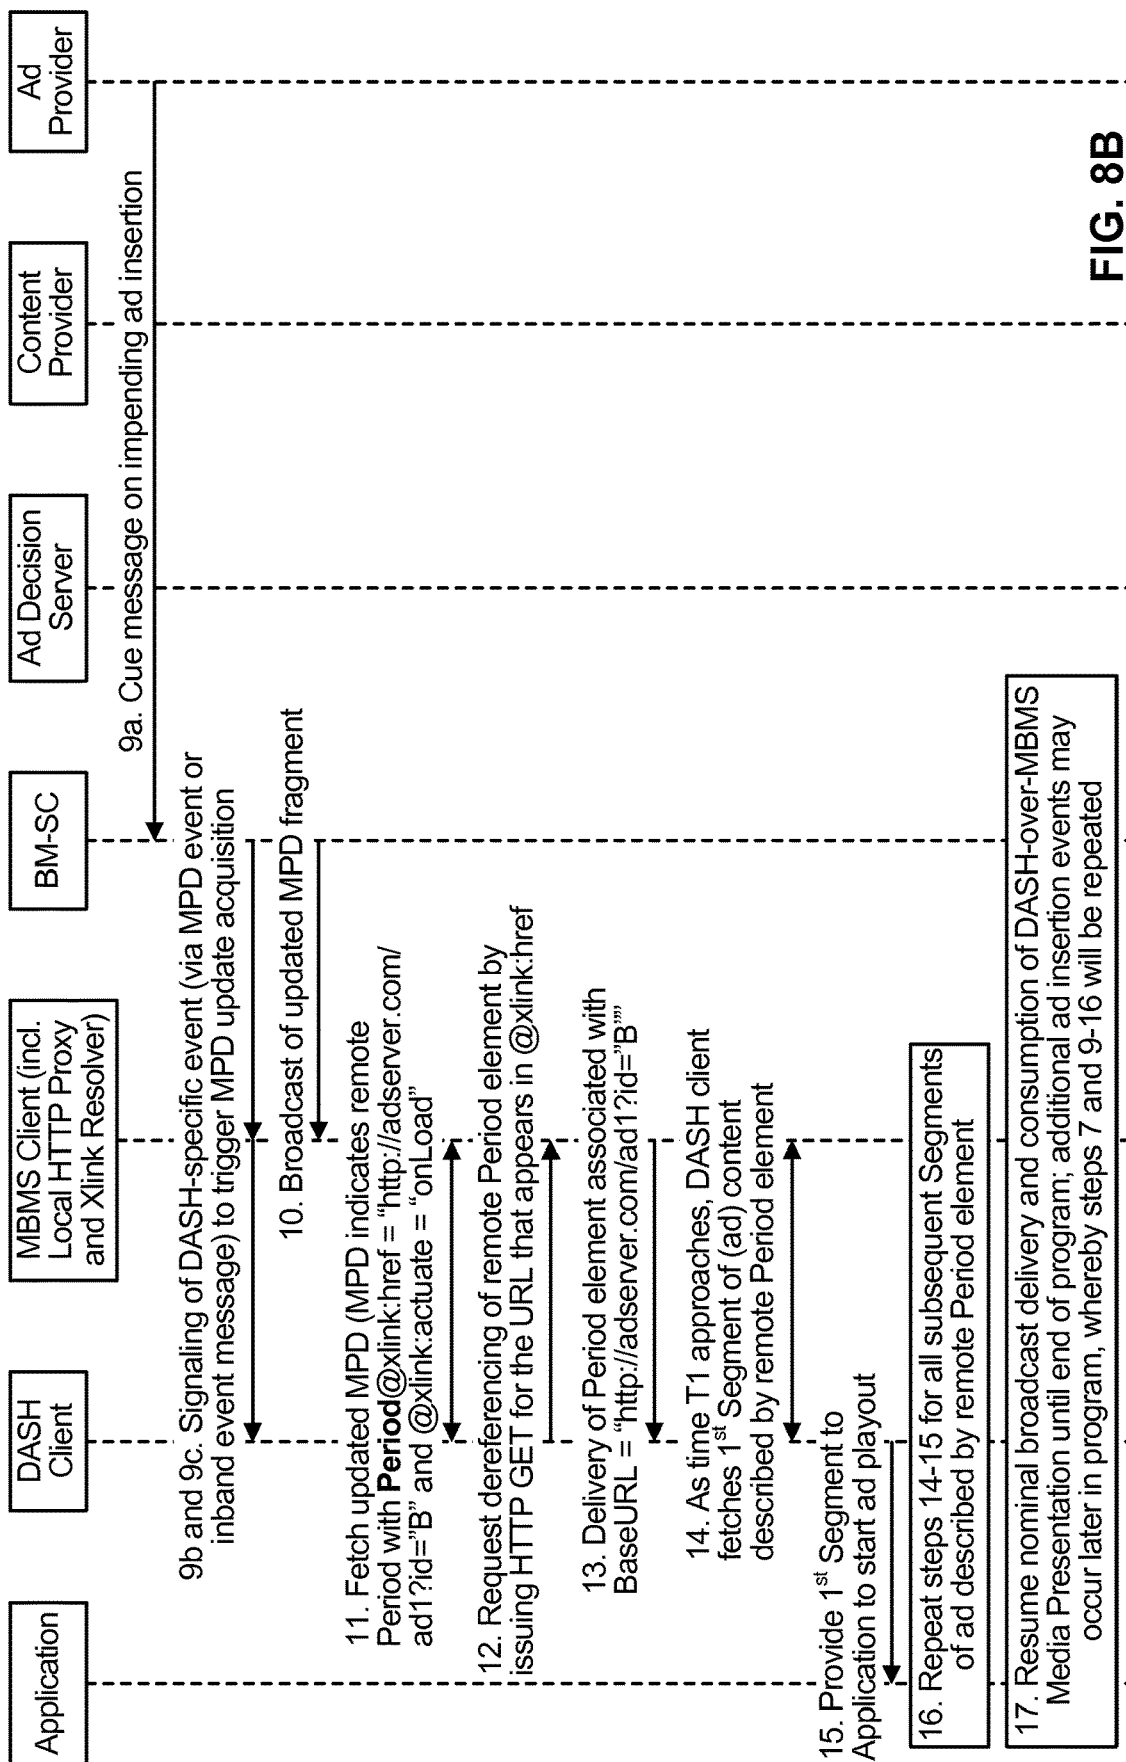 Application
DASH
Client
MBMS Client (incl.
Local HTTP Proxy
and Xlink Resolver)
BM-SC
Ad Decision
Server
Content
Provider
Ad
Provider
9a. Cue message on impending ad insertion
9b and 9c. Signaling of DASH-specific event (via MPD event or
inband event message) to trigger MPD update acquisition
10. Broadcast of updated MPD fragment
11. Fetch updated MPD (MPD indicates remote
Period with Period@xlink:href = “http://adserver.com/
ad1?id=”B” and @xlink:actuate = “onLoad”
12. Request dereferencing of remote Period element by
issuing HTTP GET for the URL that appears in @xlink:href
13. Delivery of Period element associated with
BaseURL = “http://adserver.com/ad1?id=”B””
14. As time T1 approaches, DASH client
fetches 1st Segment of (ad) content
described by remote Period element
15. Provide 1st Segment to
Application to start ad playout
16. Repeat steps 14-15 for all subsequent Segments
of ad described by remote Period element
17. Resume nominal broadcast delivery and consumption of DASH-over-MBMS
Media Presentation until end of program; additional ad insertion events may
occur later in program, whereby steps 7 and 9-16 will be repeated
FIG. 8B